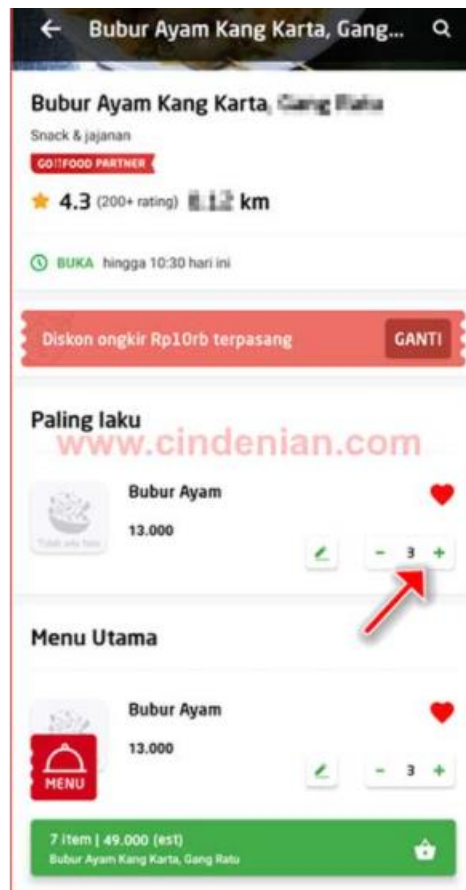 Bubur Ayam Kang Karta, Gang...
Bubur Ayam Kang Karta,
Snack & jajanan
GO!!FOOD PARTNER
4.3 (200+ rating) km
BUKA hingga 10:30 hari ini
Diskon ongkir Rp10rb terpasang GANTI
Paling laku
www.cindenian.com
Bubur Ayam
13.000
Tidak ada foto
- 3 +
Menu Utama
Bubur Ayam
13.000
MENU
- 3 +
7 item | 49.000 (est)
Bubur Ayam Kang Karta, Gang Ratu